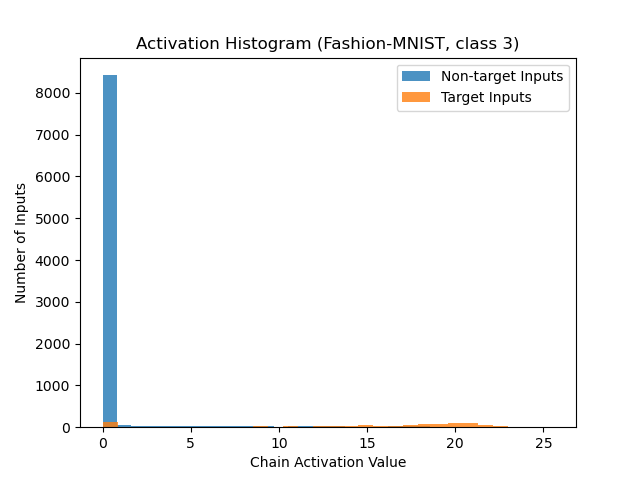 Activation Histogram (Fashion-MNIST, class 3)
Non-target Inputs
Target Inputs
Number of Inputs
8000
7000
6000
5000
4000
3000
2000
1000
0
0 5 10 15 20 25
Chain Activation Value